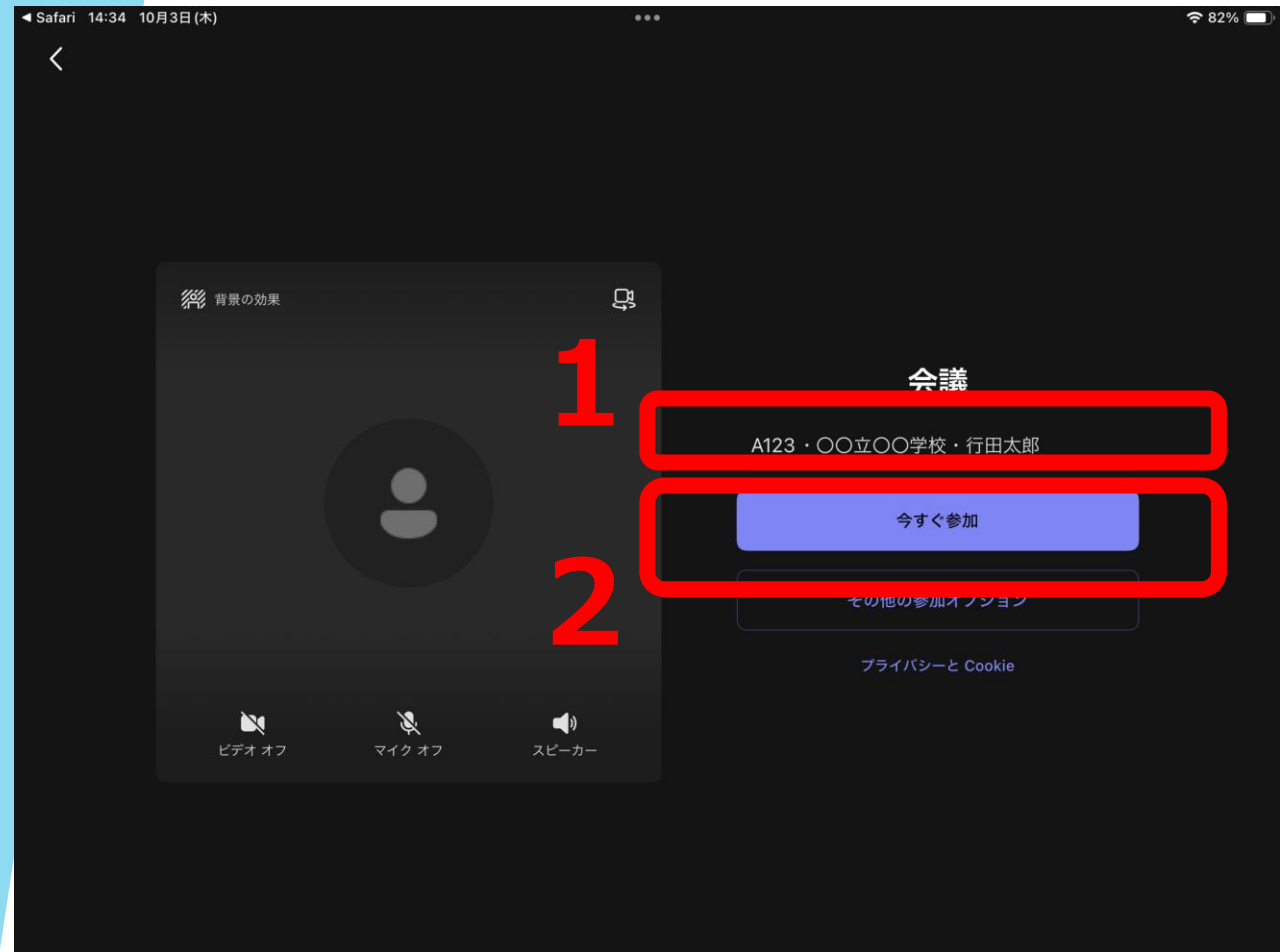 ◀ Safari 14:34 10月3日(木)
82%
背景の効果
1
会議
A123・〇〇立〇〇学校・行田太郎
今すぐ参加
2
その他の参加オプション
プライバシーと Cookie
ビデオ オフ
マイク オフ
スピーカー